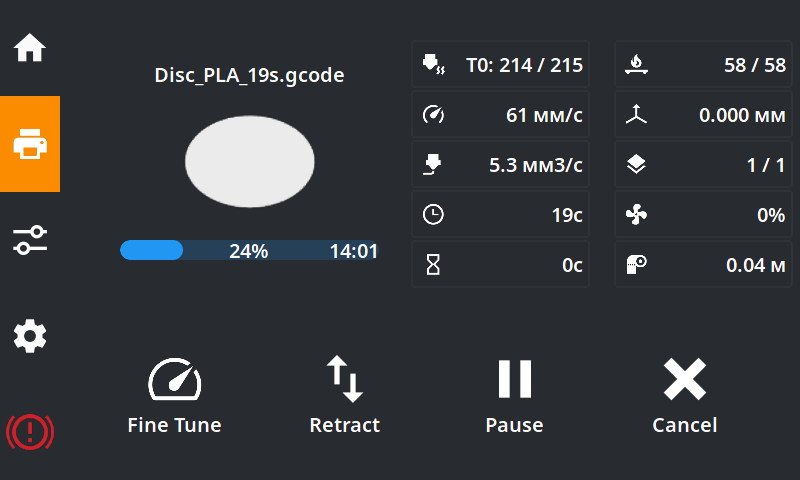 Disc_PLA_19s.gcode
24% 14:01
T0: 214 / 215
58 / 58
61 мм/с
0.000 мм
5.3 мм3/с
1 / 1
19с
0%
0с
0.04 м
Fine Tune
Retract
Pause
Cancel